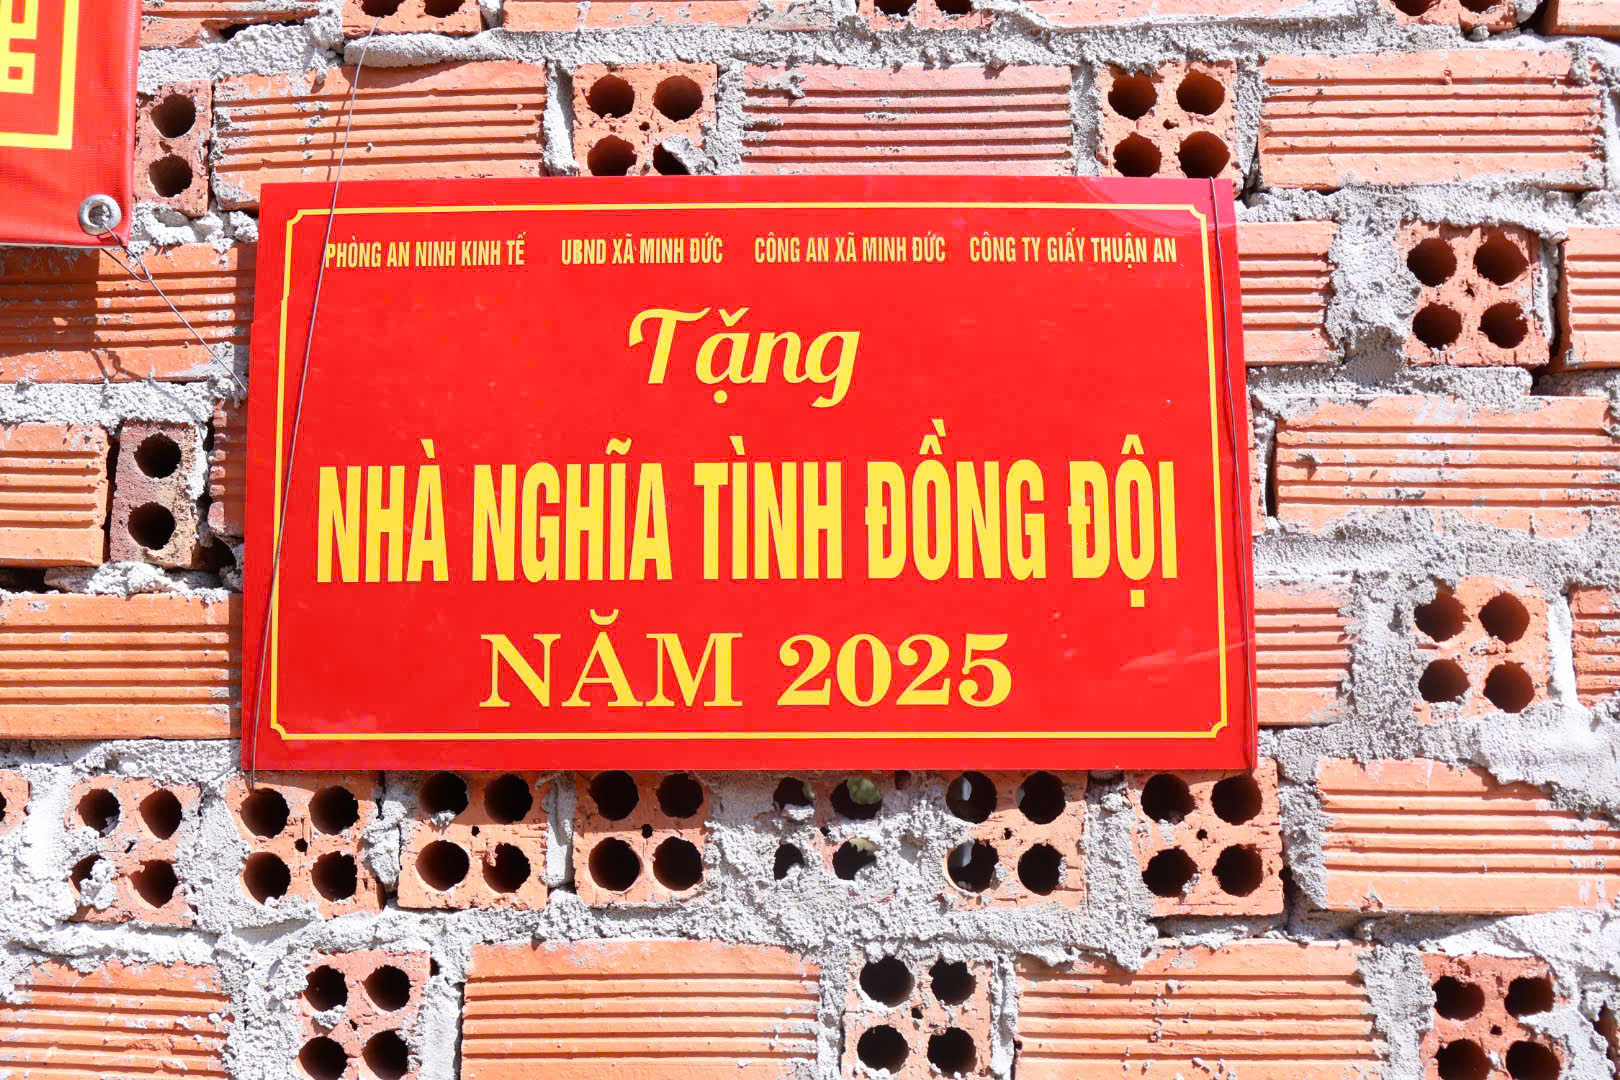 PHÒNG AN NINH KINH TẾ UBND XÃ MINH ĐỨC CÔNG AN XÃ MINH ĐỨC CÔNG TY GIẤY THUẬN AN
Tặng
NHÀ NGHĨA TÌNH ĐỒNG ĐỘI
NĂM 2025